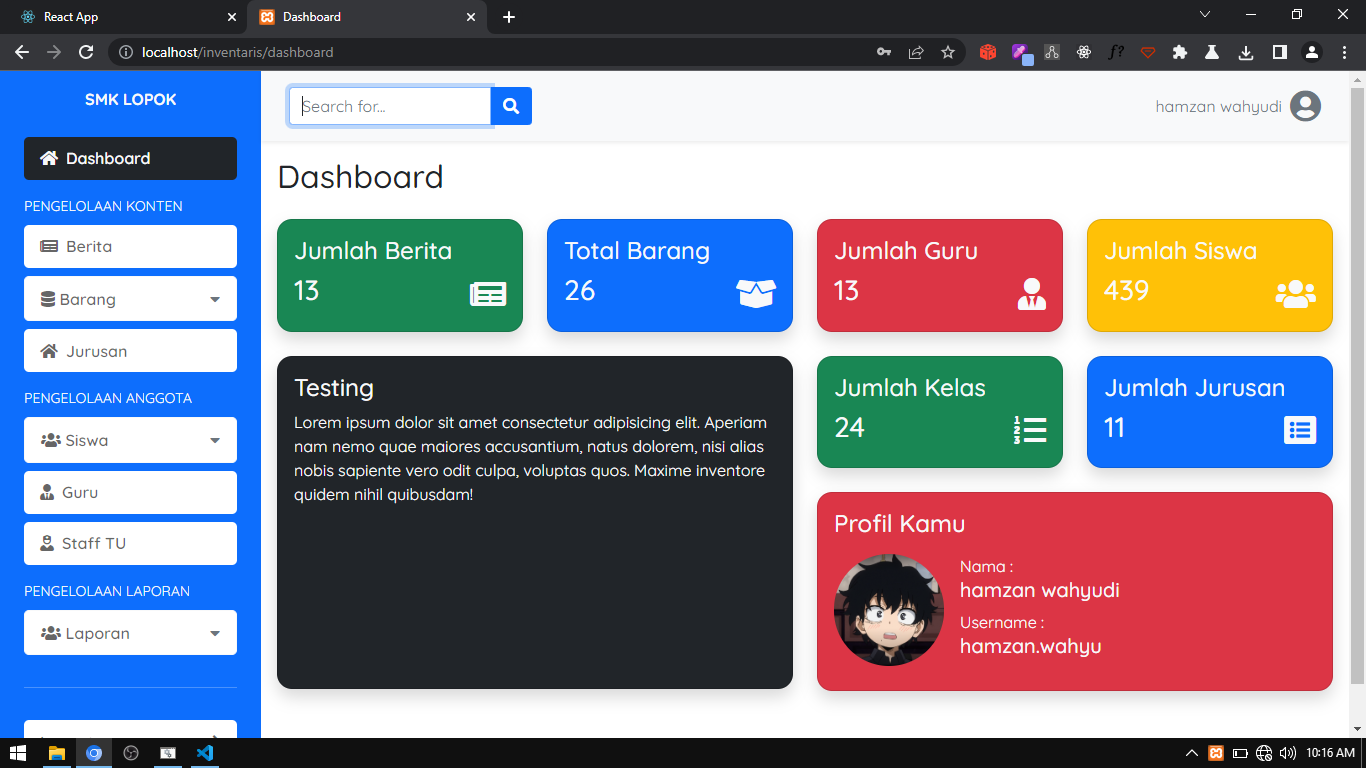 React App
Dashboard
localhost/inventaris/dashboard
SMK LOPOK
Search for...
hamzan wahyudi
Dashboard
PENGELOLAAN KONTEN
Berita
Barang
Jurusan
PENGELOLAAN ANGGOTA
Siswa
Guru
Staff TU
PENGELOLAAN LAPORAN
Laporan
Dashboard
Jumlah Berita
13
Total Barang
26
Jumlah Guru
13
Jumlah Siswa
439
Testing
Lorem ipsum dolor sit amet consectetur adipisicing elit. Aperiam
nam nemo quae maiores accusantium, natus dolorem, nisi alias
nobis sapiente vero odit culpa, voluptas quos. Maxime inventore
quidem nihil quibusdam!
Jumlah Kelas
24
Jumlah Jurusan
11
Profil Kamu
Nama :
hamzan wahyudi
Username :
hamzan.wahyu
10:16 AM